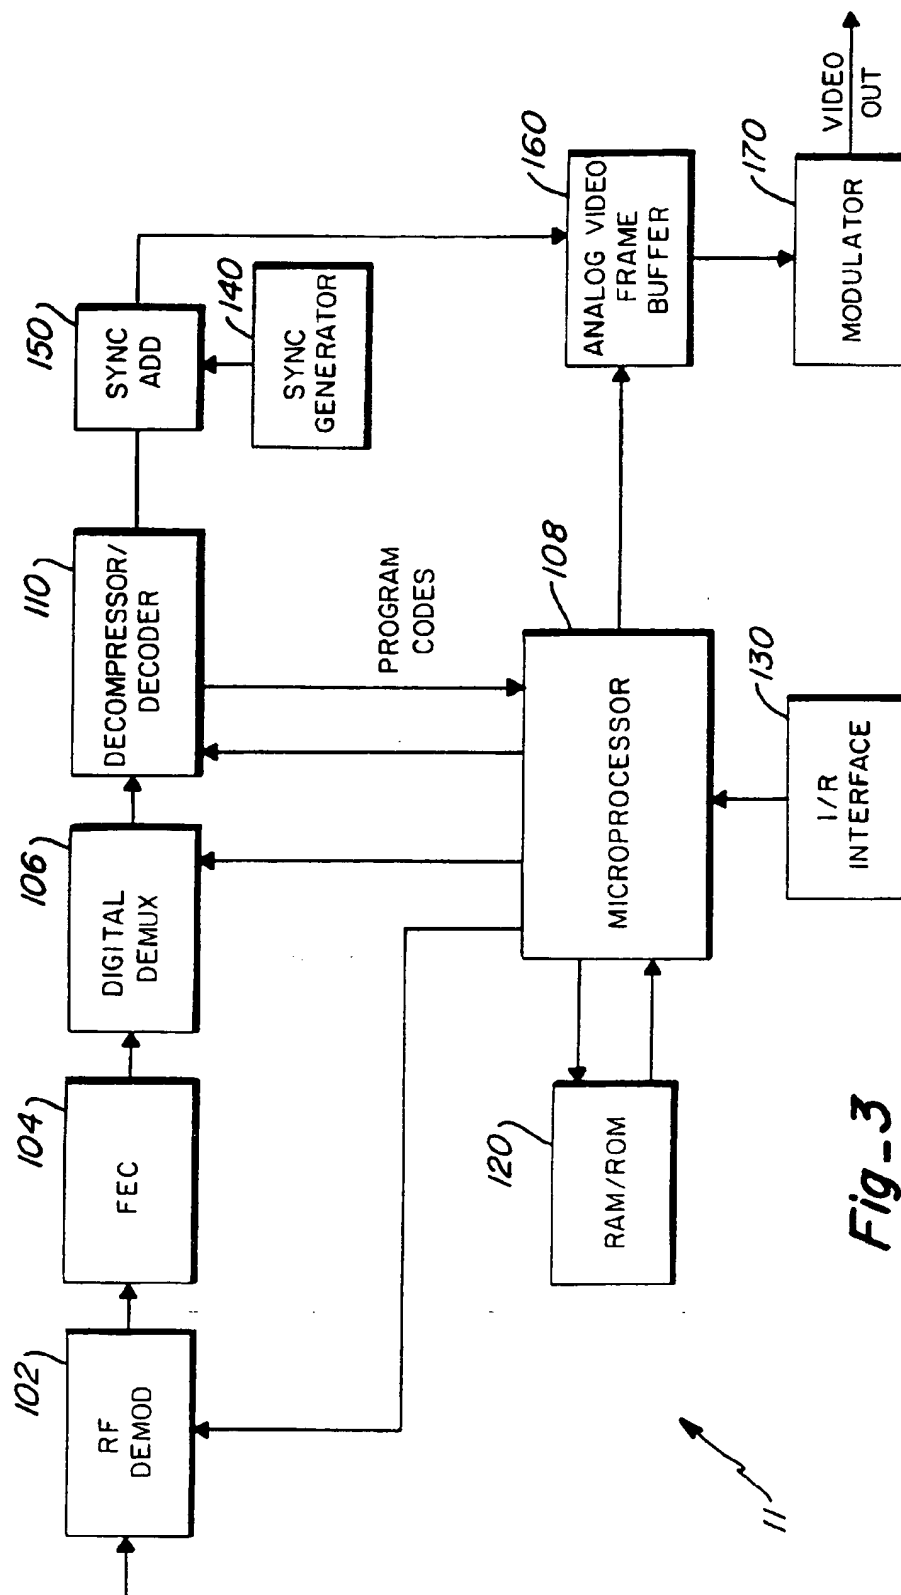 102
RF
DEMOD
104
FEC
106
DIGITAL
DEMUX
110
DECOMPRESSOR/
DECODER
150
SYNC
ADD
140
SYNC
GENERATOR
PROGRAM
CODES
120
RAM/ROM
108
MICROPROCESSOR
160
ANALOG VIDEO
FRAME
BUFFER
130
I/R
INTERFACE
170
MODULATOR
VIDEO
OUT
11
Fig_3